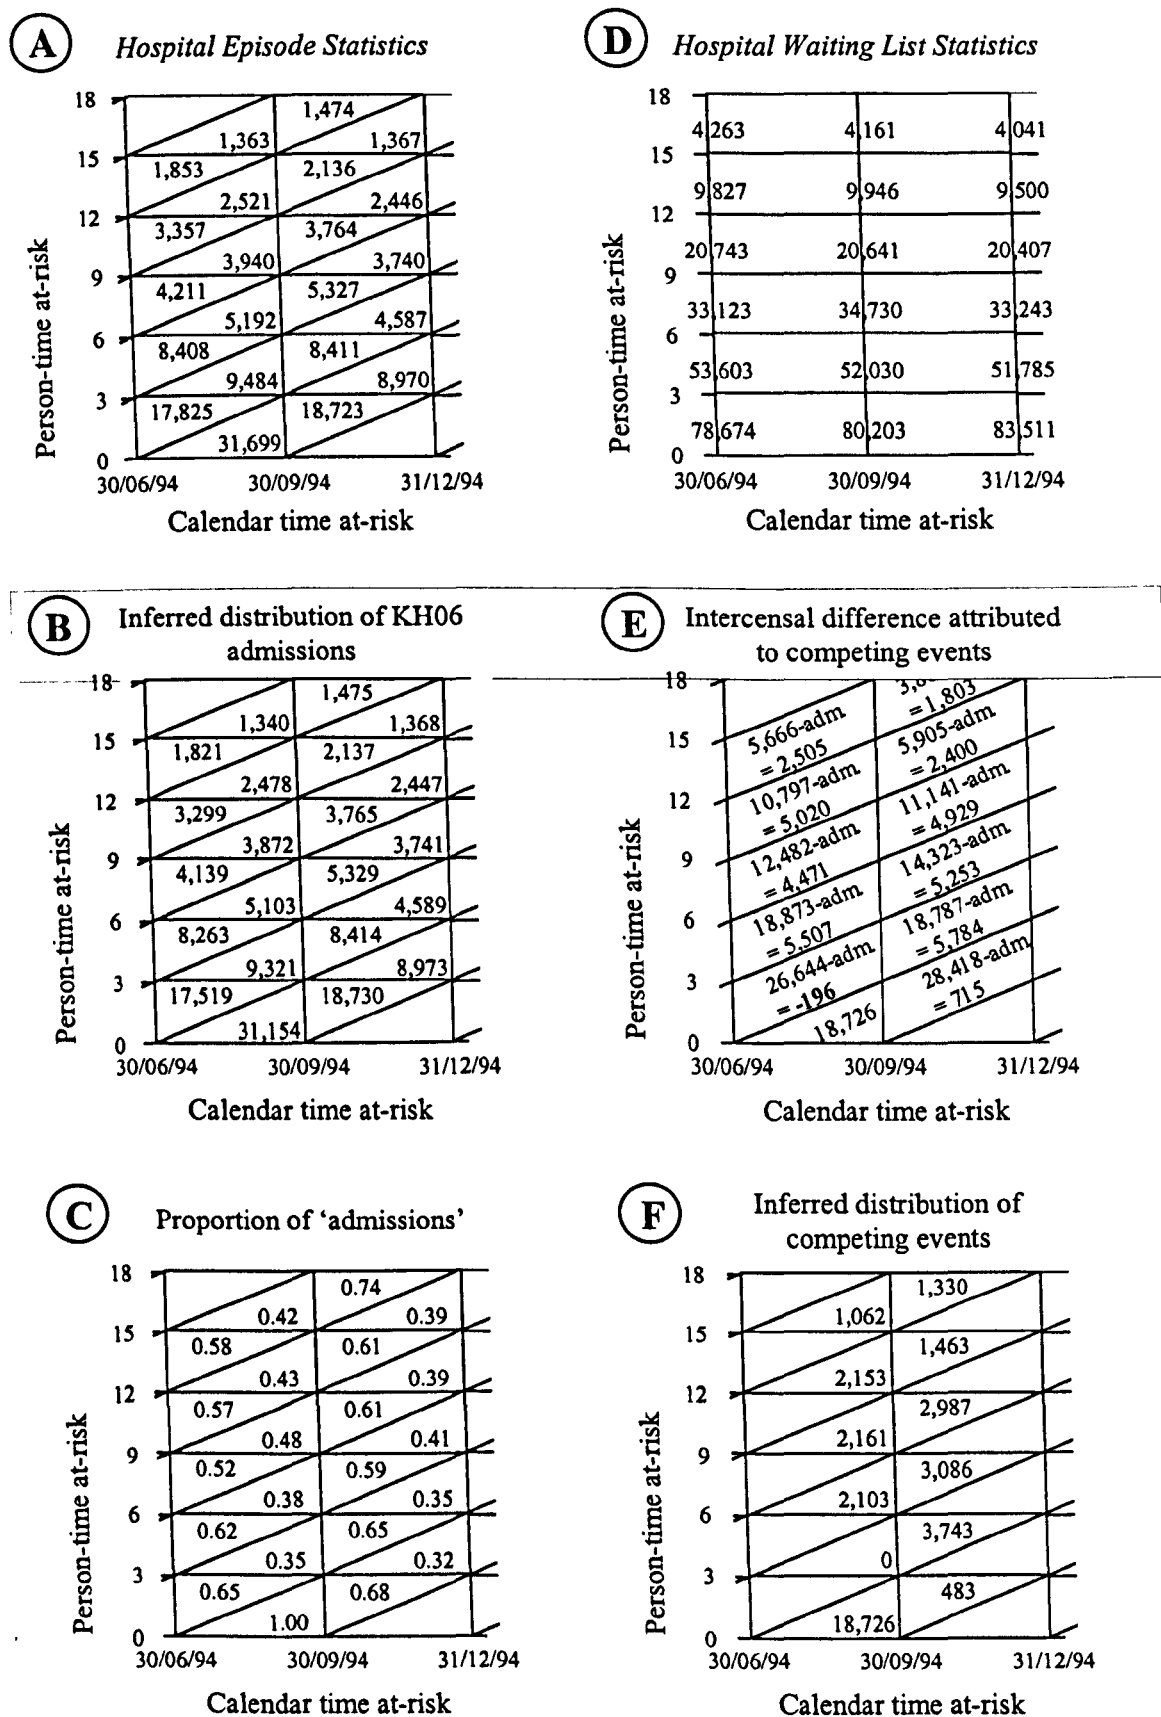 A Hospital Episode Statistics
18
1,474
1,363 1,367
15
1,853 2,136
2,521 2,446
12
3,357 3,764
3,940 3,740
9
4,211 5,327
5,192 4,587
6
8,408 8,411
9,484 8,970
3
17,825 18,723
31,699
0
30/06/94 30/09/94 31/12/94
Calendar time at-risk
Person-time at-risk
D Hospital Waiting List Statistics
18
4,263 4,161 4,041
15
9,827 9,946 9,500
12
20,743 20,641 20,407
9
33,123 34,730 33,243
6
53,603 52,030 51,785
3
78,674 80,203 83,511
0
30/06/94 30/09/94 31/12/94
Calendar time at-risk
Person-time at-risk
B Inferred distribution of KH06
admissions
18
1,475
1,340 1,368
15
1,821 2,137
2,478 2,447
12
3,299 3,765
3,872 3,741
9
4,139 5,329
5,103 4,589
6
8,263 8,414
9,321 8,973
3
17,519 18,730
31,154
0
30/06/94 30/09/94 31/12/94
Calendar time at-risk
Person-time at-risk
E Intercensal difference attributed
to competing events
18
= 1,803
5,666-adm 5,905-adm
15
= 2,505 = 2,400
10,797-adm 11,141-adm
12
= 5,020 = 4,929
12,482-adm 14,323-adm
9
= 4,471 = 5,253
18,873-adm 18,787-adm
6
= 5,507 = 5,784
26,644-adm 28,418-adm
3
= -196 = 715
18,726
0
30/06/94 30/09/94 31/12/94
Calendar time at-risk
Person-time at-risk
C Proportion of ‘admissions’
18
0.74
0.42 0.39
15
0.58 0.61
0.43 0.39
12
0.57 0.61
0.48 0.41
9
0.52 0.59
0.38 0.35
6
0.62 0.65
0.35 0.32
3
0.65 0.68
1.00
0
30/06/94 30/09/94 31/12/94
Calendar time at-risk
Person-time at-risk
F Inferred distribution of
competing events
18
1,330
1,062
15
1,463
2,153
12
2,987
2,161
9
3,086
2,103
6
3,743
0
3
483
18,726
0
30/06/94 30/09/94 31/12/94
Calendar time at-risk
Person-time at-risk